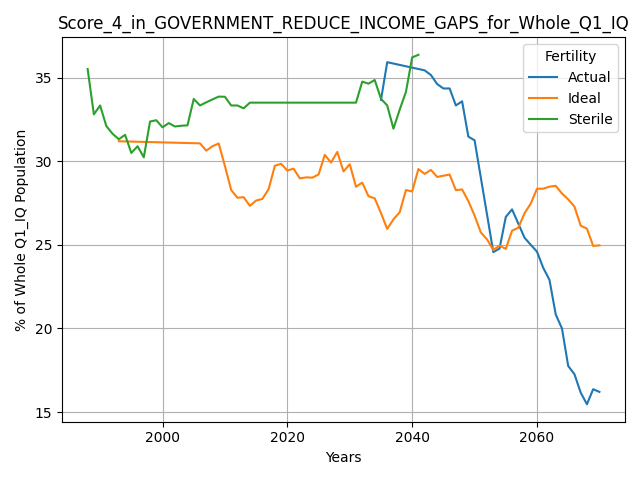 Score_4_in_GOVERNMENT_REDUCE_INCOME_GAPS_for_Whole_Q1_IQ
Fertility
Actual
Ideal
Sterile
% of Whole Q1_IQ Population
35
30
25
20
15
2000
2020
2040
2060
Years